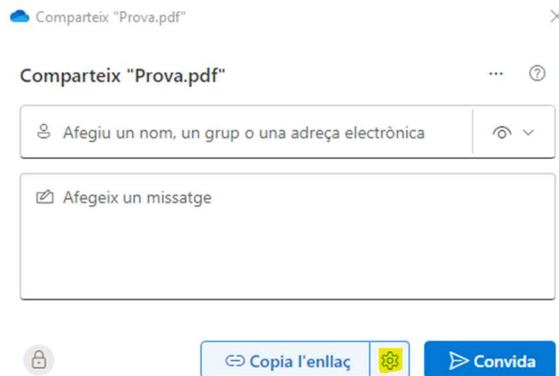 Comparteix "Prova.pdf"
Comparteix "Prova.pdf"
Afegiu un nom, un grup o una adreça electrònica
Afegeix un missatge
Copia l'enllaç
Convida